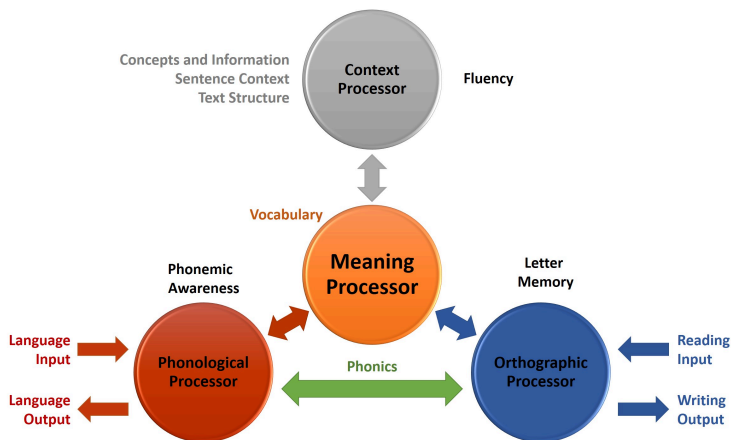 Concepts and Information
Sentence Context
Text Structure
Context
Processor
Fluency
Vocabulary
Meaning
Processor
Phonemic
Awareness
Letter
Memory
Language
Input
Phonological
Processor
Language
Output
Phonics
Orthographic
Processor
Reading
Input
Writing
Output